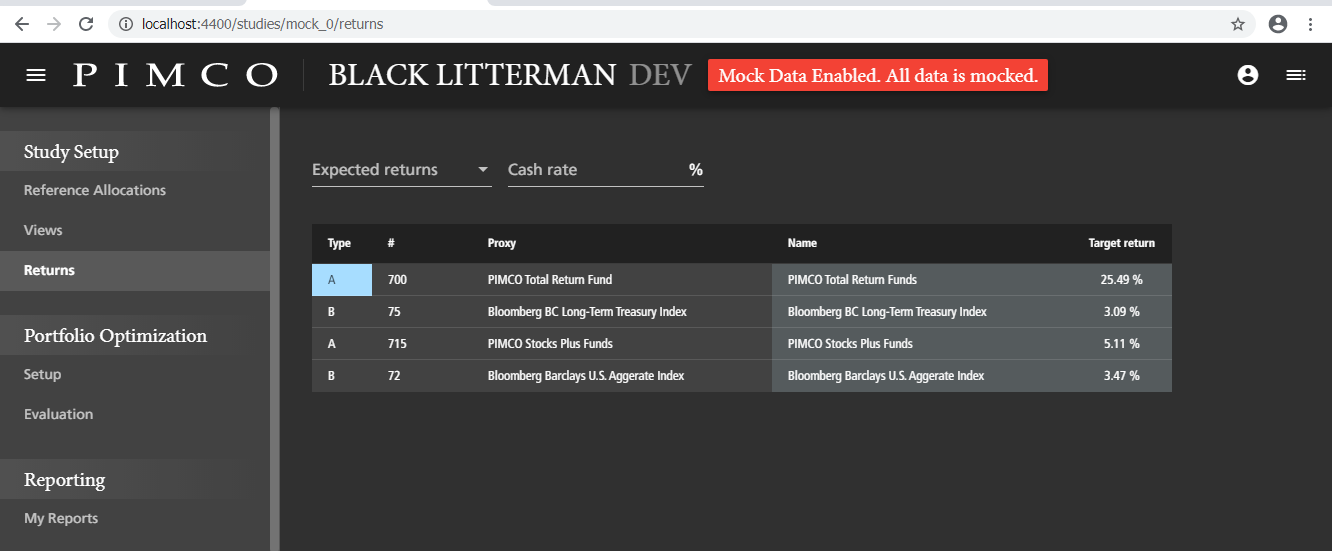 localhost:4400/studies/mock_0/returns
PIMCO BLACK LITTERMAN DEV Mock Data Enabled. All data is mocked.
Study Setup
Reference Allocations
Views
Returns
Portfolio Optimization
Setup
Evaluation
Reporting
My Reports
Expected returns Cash rate %
Type # Proxy Name Target return
A 700 PIMCO Total Return Fund PIMCO Total Return Funds 25.49 %
B 75 Bloomberg BC Long-Term Treasury Index Bloomberg BC Long-Term Treasury Index 3.09 %
A 715 PIMCO Stocks Plus Funds PIMCO Stocks Plus Funds 5.11 %
B 72 Bloomberg Barclays U.S. Aggerate Index Bloomberg Barclays U.S. Aggerate Index 3.47 %